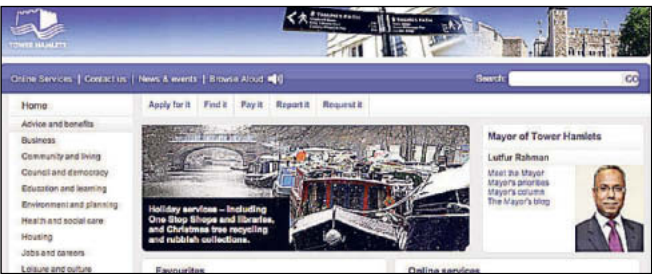 TOWER HAMLETS
Online Services | Contact us | News & events | Browse Aloud
Search:
GO
Home
Advice and benefits
Business
Community and living
Council and democracy
Education and learning
Environment and planning
Health and social care
Housing
Jobs and careers
Leisure and culture
Apply for it
Find it
Pay it
Report it
Request it
Holiday services – including
One Stop Shops and libraries,
and Christmas tree recycling
and rubbish collections.
Mayor of Tower Hamlets
Lutfur Rahman
Meet the Mayor
Mayor's priorities
Mayor's column
The Mayor's blog
Favourites
Online services